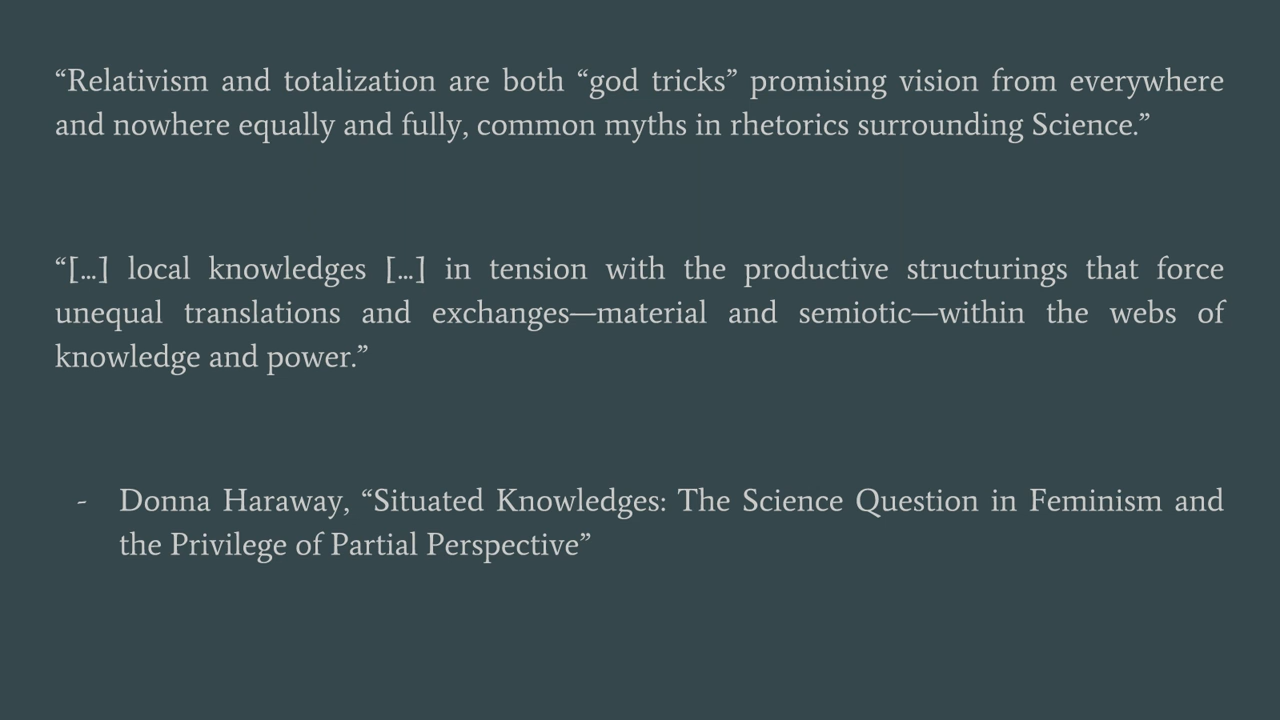 “Relativism and totalization are both “god tricks” promising vision from everywhere
and nowhere equally and fully, common myths in rhetorics surrounding Science.”
“[…] local knowledges […] in tension with the productive structurings that force
unequal translations and exchanges—material and semiotic—within the webs of
knowledge and power.”
- Donna Haraway, “Situated Knowledges: The Science Question in Feminism and
the Privilege of Partial Perspective”